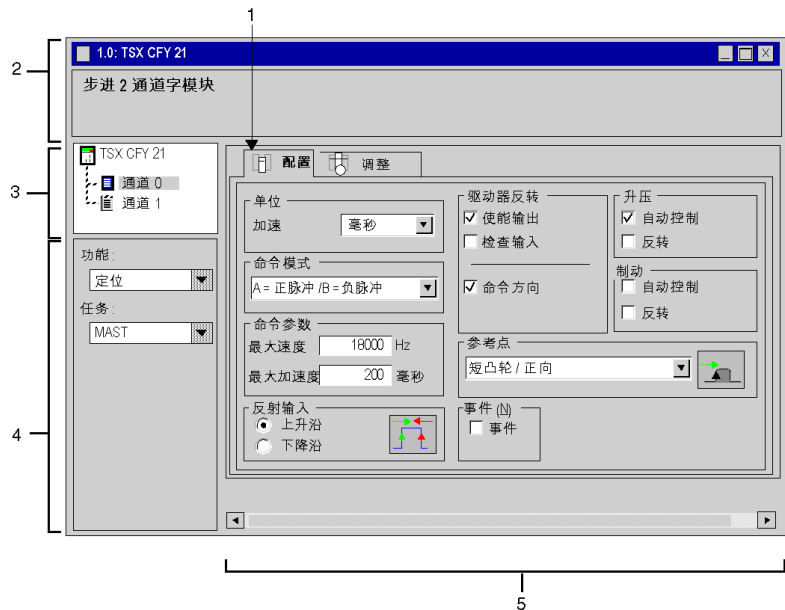 1
1.0: TSX CFY 21
2
步进 2 通道字模块
3
TSX CFY 21
通道 0
通道 1
配置
调整
单位
加速
毫秒
命令模式
A = 正脉冲 /B = 负脉冲
命令参数
最大速度
18000
Hz
最大加速度
200
毫秒
反射输入
上升沿
下降沿
驱动器反转
使能输出
检查输入
命令方向
升压
自动控制
反转
制动
自动控制
反转
参考点
短凸轮 / 正向
事件 (N)
事件
4
功能:
定位
任务:
MAST
5